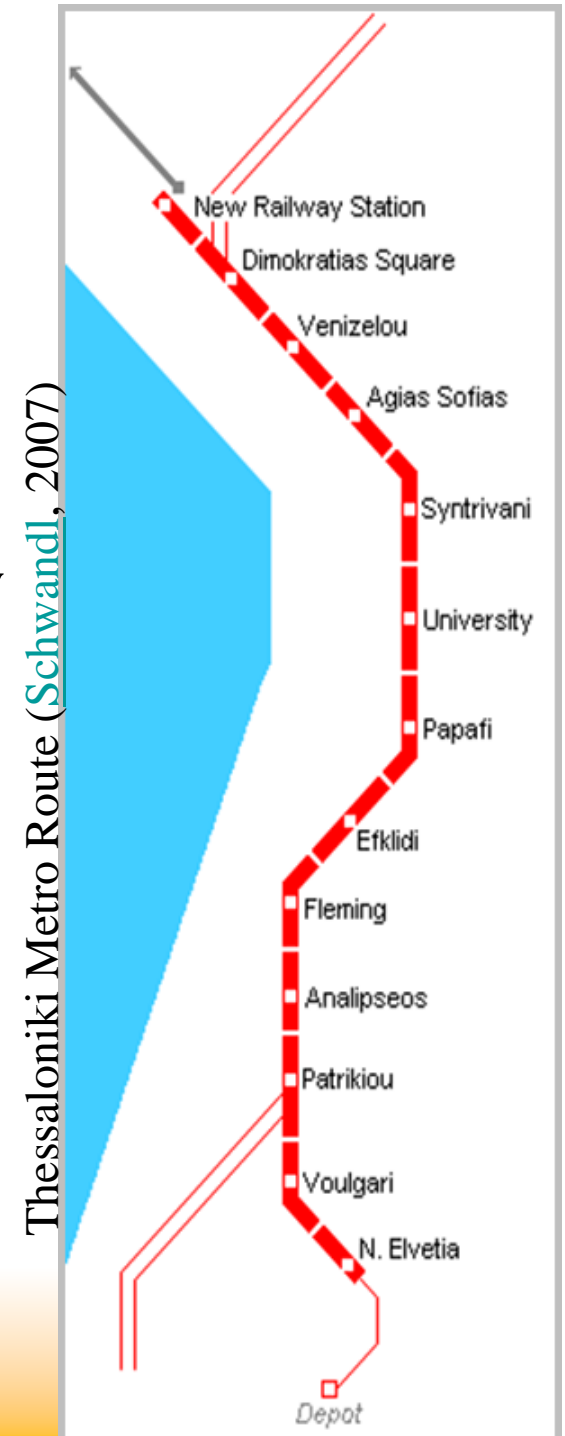 Thessaloniki Metro Route (Schwandl, 2007)
New Railway Station
Dimokratias Square
Venizelou
Agias Sofias
Syntrivani
University
Papafi
Efklidi
Fleming
Analipseos
Patrikiou
Voulgari
N. Elvetia
Depot